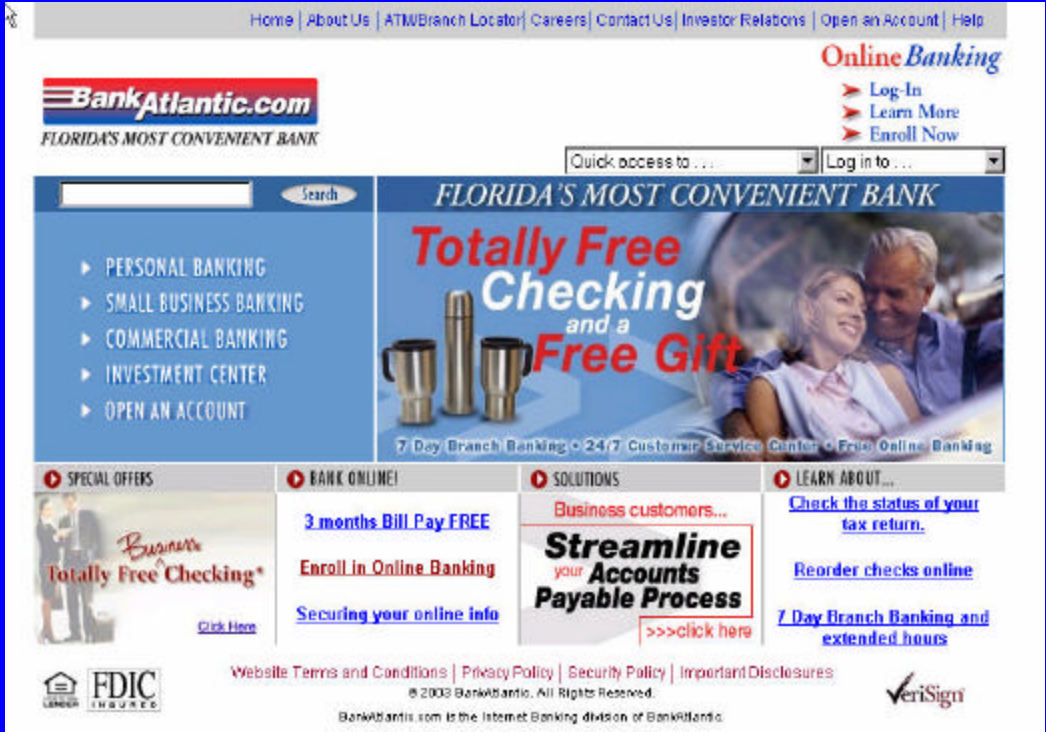 Home | About Us | ATM/Branch Locator| Careers| Contact Us| Investor Relations | Open an Account | Help
Online Banking
Log-In
Learn More
Enroll Now
BankAtlantic.com
FLORIDA'S MOST CONVENIENT BANK
Quick access to . . .
Log in to . . .
Search
FLORIDA'S MOST CONVENIENT BANK
PERSONAL BANKING
SMALL BUSINESS BANKING
COMMERCIAL BANKING
INVESTMENT CENTER
OPEN AN ACCOUNT
Totally Free
Checking
and a
Free Gift
7 Day Branch Banking • 24/7 Customer Service Center • Free Online Banking
SPECIAL OFFERS
Business
Totally Free Checking*
Click Here
BANK ONLINE!
3 months Bill Pay FREE
Enroll in Online Banking
Securing your online info
SOLUTIONS
Business customers...
Streamline
your Accounts
Payable Process
>>>click here
LEARN ABOUT...
Check the status of your
tax return.
Reorder checks online
7 Day Branch Banking and
extended hours
Website Terms and Conditions | Privacy Policy | Security Policy | Important Disclosures
© 2003 BankAtlantic. All Rights Reserved.
BankAtlantic.com is the Internet Banking division of BankAtlantic
LENDER
FDIC
INSURED
VeriSign